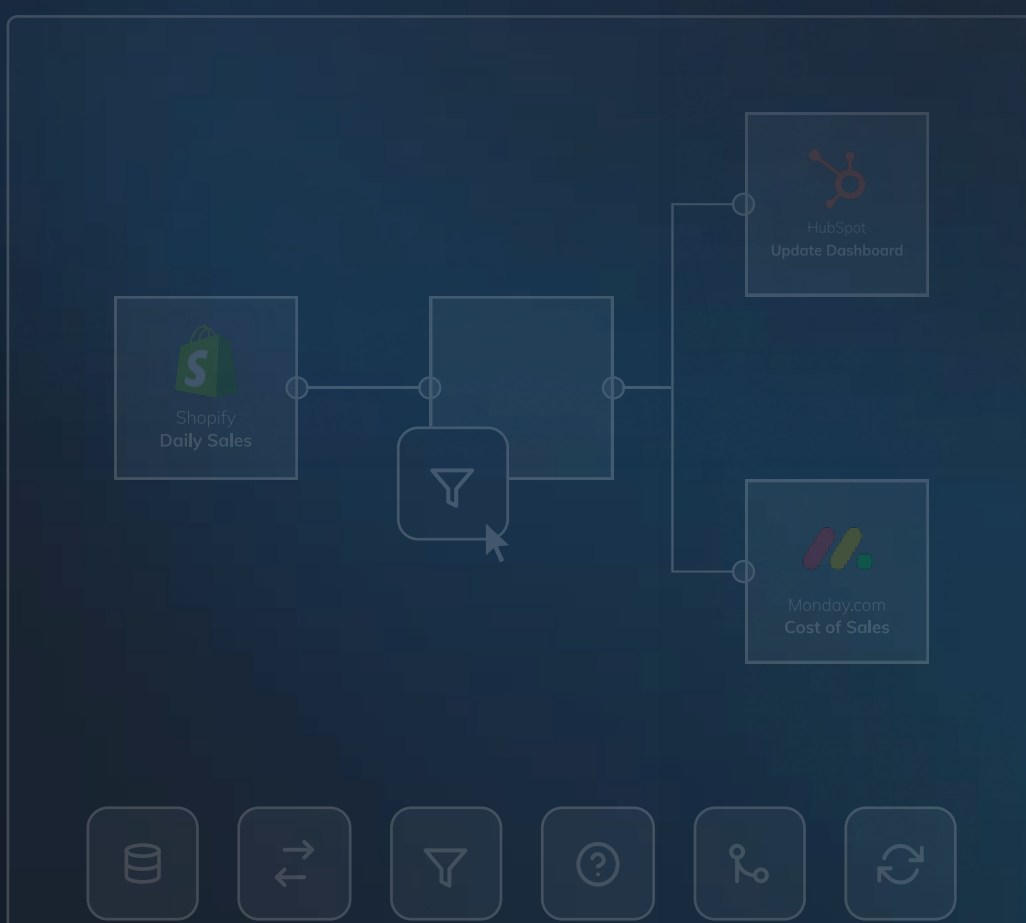 HubSpot
Update Dashboard
Shopify
Daily Sales
Monday.com
Cost of Sales